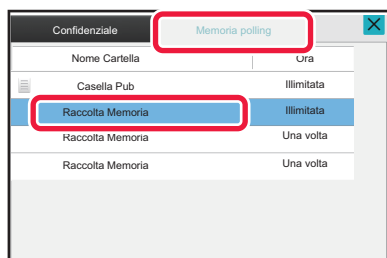 Confidenziale Memoria polling
Nome Cartella Ora
Casella Pub Illimitata
Raccolta Memoria Illimitata
Raccolta Memoria Una volta
Raccolta Memoria Una volta